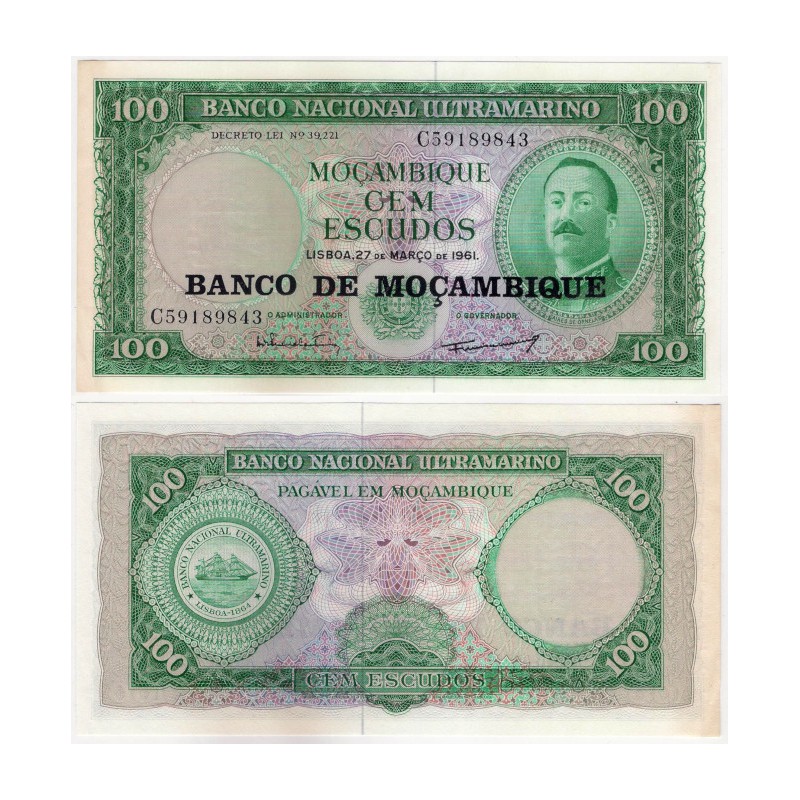 100 BANCO NACIONAL ULTRAMARINO 100
DECRETO LEI Nº 39,221 C59189843
MOÇAMBIQUE
CEM
ESCUDOS
LISBOA, 27 DE MARÇO DE 1961.
BANCO DE MOÇAMBIQUE
C59189843 O ADMINISTRADOR O GOVERNADOR
100 100
BANCO NACIONAL ULTRAMARINO
100 PAGÁVEL EM MOÇAMBIQUE 100
BANCO NACIONAL ULTRAMARINO
LISBOA-1864
100 CEM ESCUDOS 100